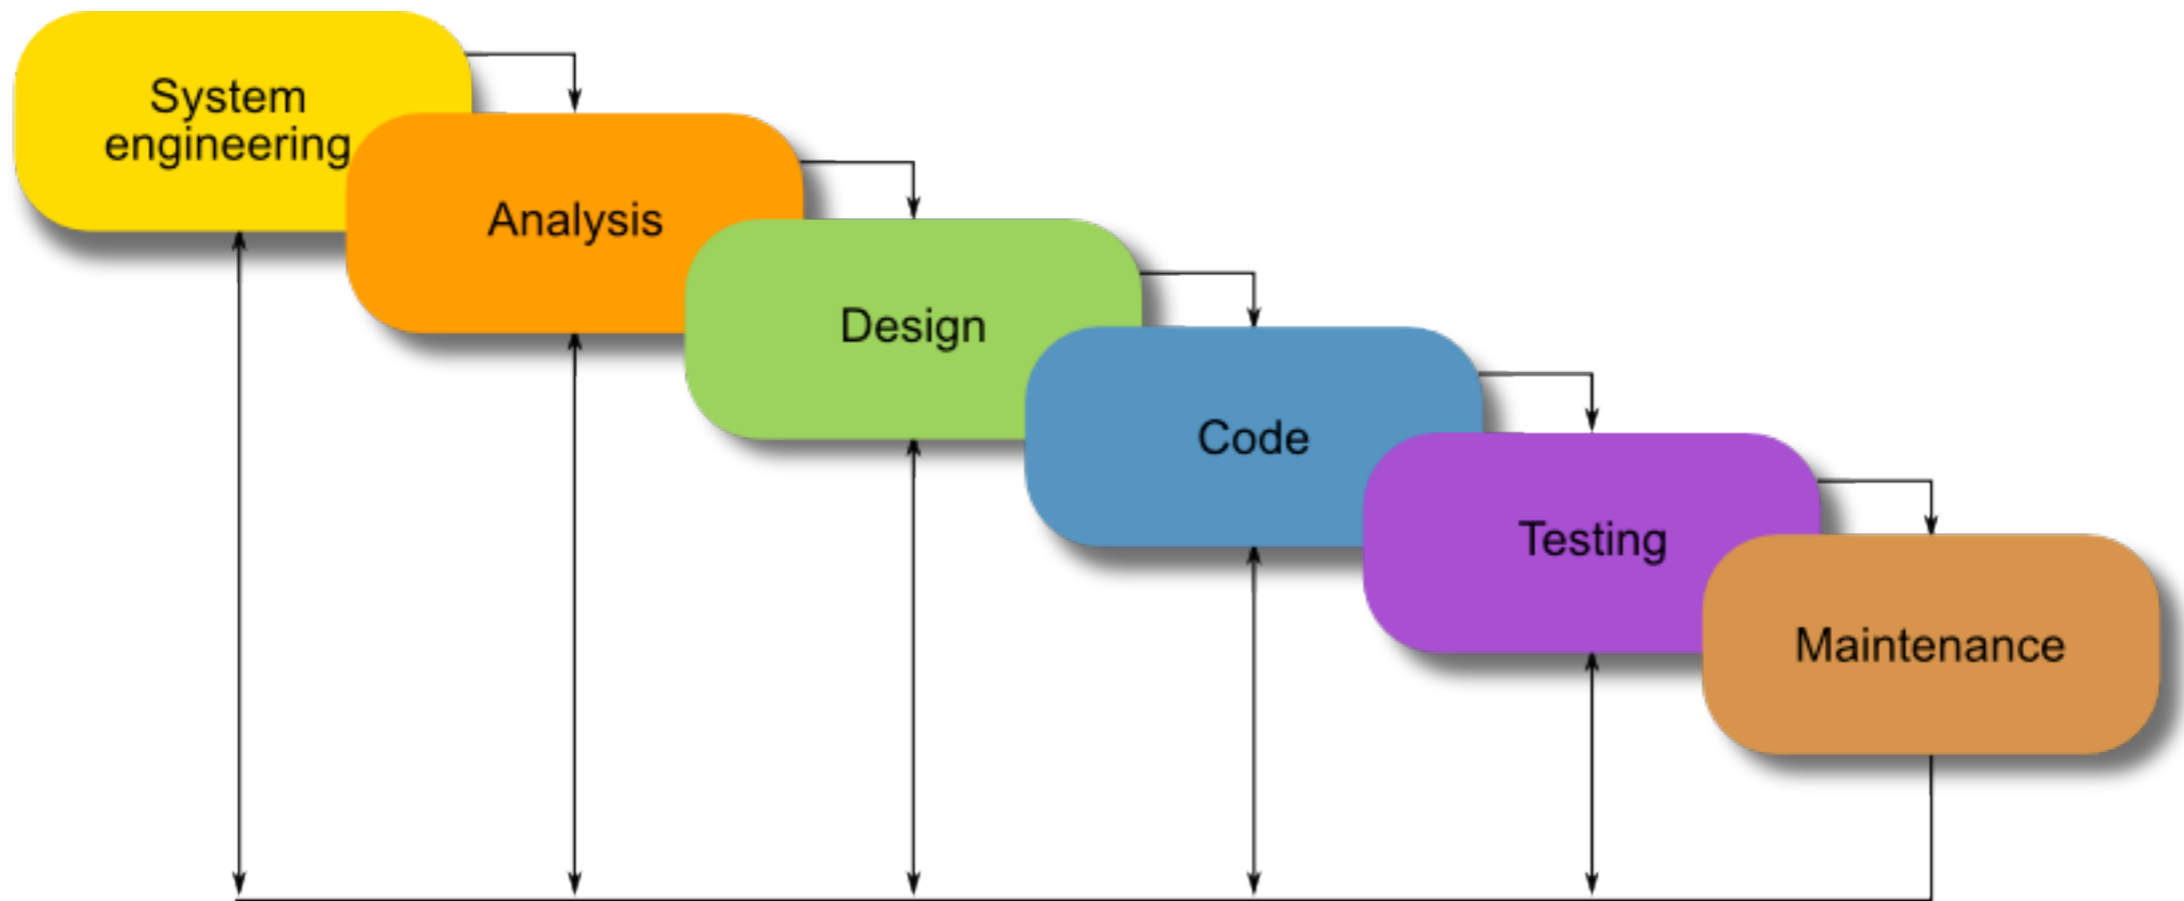 System
engineering
Analysis
Design
Code
Testing
Maintenance